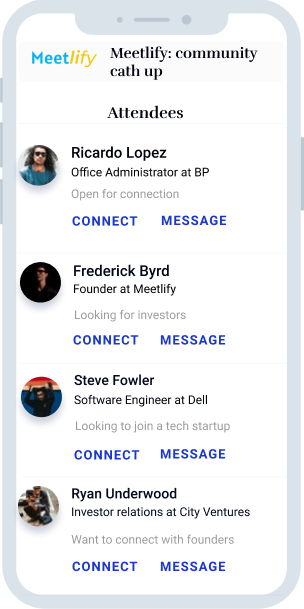 Meetlify
Meetlify: community
cath up
Attendees
Ricardo Lopez
Office Administrator at BP
Open for connection
CONNECT MESSAGE
Frederick Byrd
Founder at Meetlify
Looking for investors
CONNECT MESSAGE
Steve Fowler
Software Engineer at Dell
Looking to join a tech startup
CONNECT MESSAGE
Ryan Underwood
Investor relations at City Ventures
Want to connect with founders
CONNECT MESSAGE